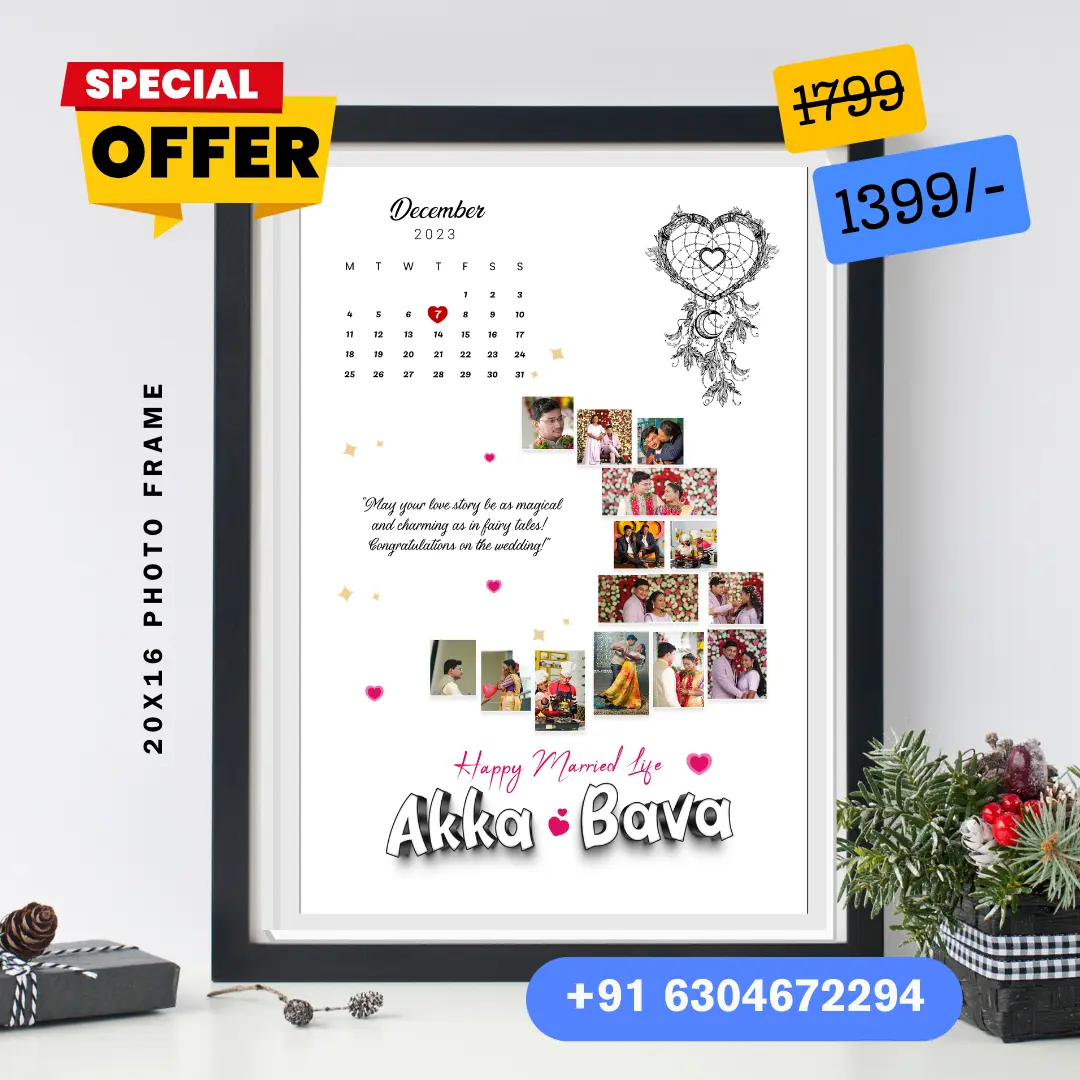 SPECIAL
OFFER
1799
1399/-
December
2023
M T W T F S S
1 2 3
4 5 6 7 8 9 10
11 12 13 14 15 16 17
18 19 20 21 22 23 24
25 26 27 28 29 30 31
20X16 PHOTO FRAME
"May your love story be as magical
and charming as in fairy tales!
Congratulations on the wedding!"
Happy Married Life
Akka Bava
+91 6304672294